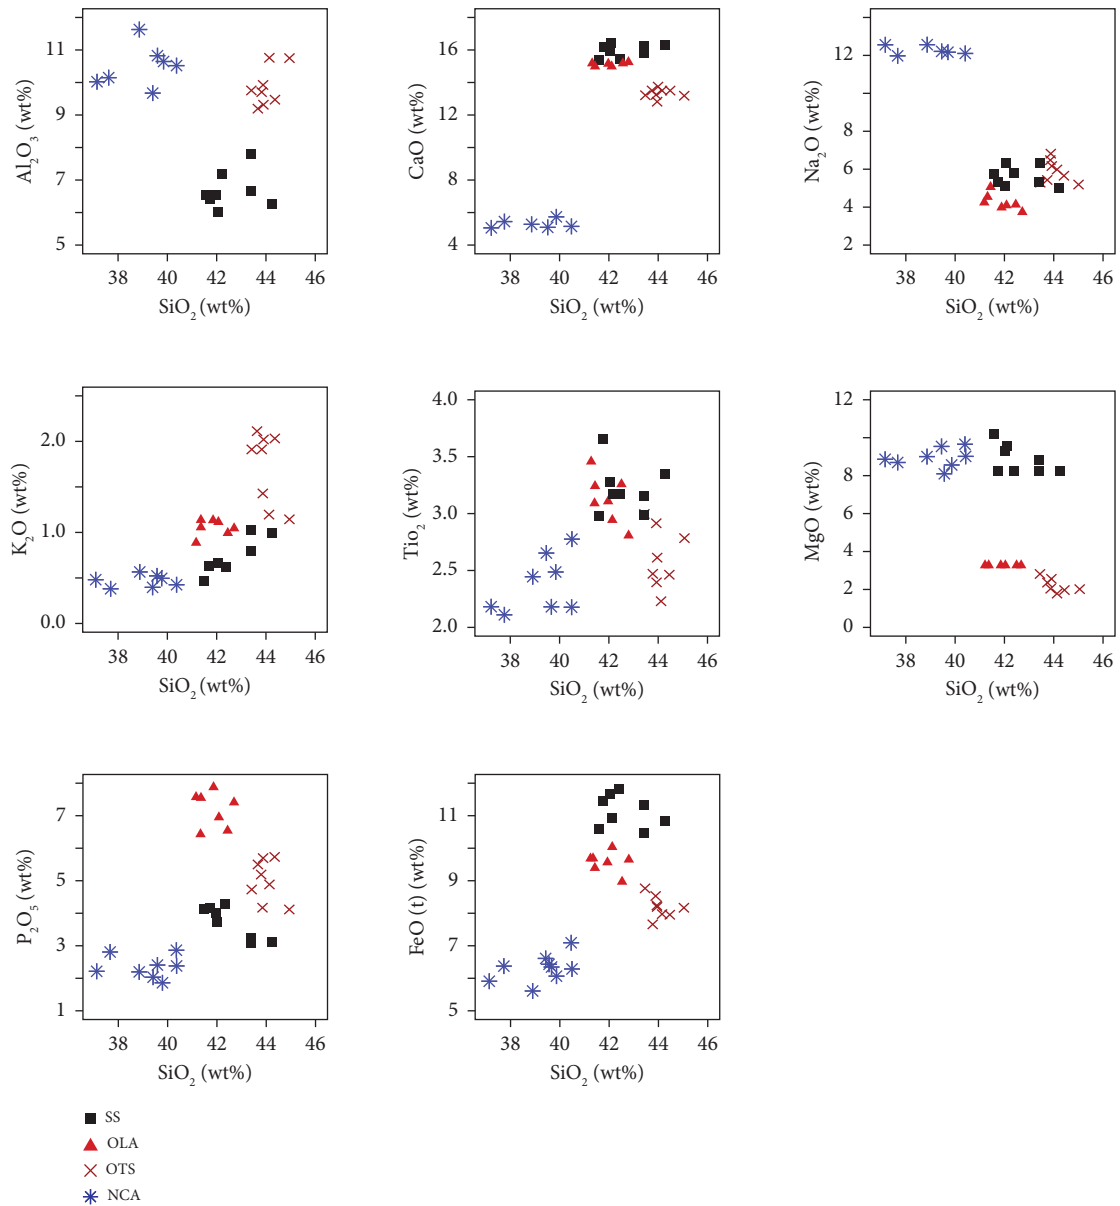 11
9
7
5
Al2O3 (wt%)
38 40 42 44 46
SiO2 (wt%)
16
12
8
4
CaO (wt%)
38 40 42 44 46
SiO2 (wt%)
12
8
6
4
2
Na2O (wt%)
38 40 42 44 46
SiO2 (wt%)
2.0
1.0
0.0
K2O (wt%)
38 40 42 44 46
SiO2 (wt%)
4.0
3.5
3.0
2.5
2.0
Tio2 (wt%)
38 40 42 44 46
SiO2 (wt%)
12
8
4
2
0
MgO (wt%)
38 40 42 44 46
SiO2 (wt%)
7
5
3
1
P2O5 (wt%)
38 40 42 44 46
SiO2 (wt%)
11
9
7
5
FeO (t) (wt%)
38 40 42 44 46
SiO2 (wt%)
SS
OLA
OTS
NCA